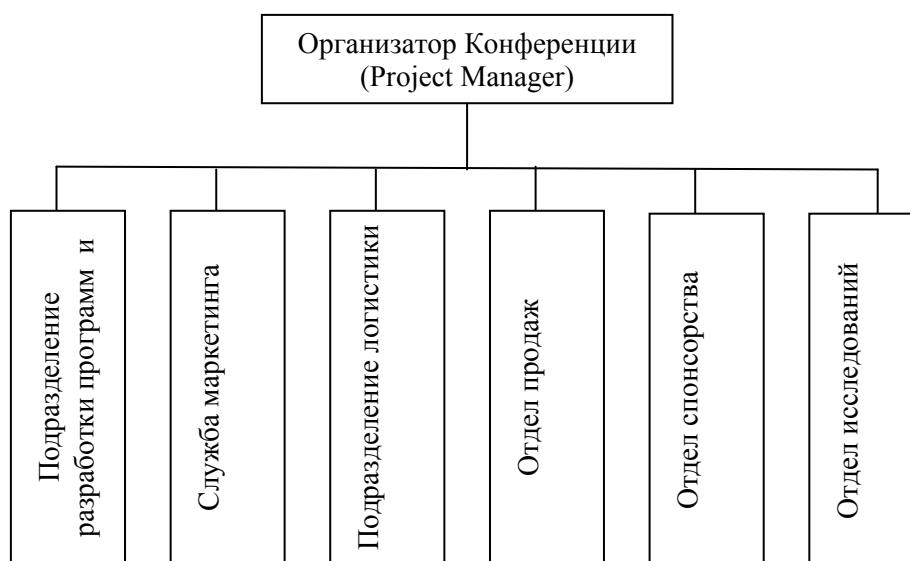 Организатор Конференции
(Project Manager)
Подразделение
разработки программ и
Служба маркетинга
Подразделение логистики
Отдел продаж
Отдел спонсорства
Отдел исследований